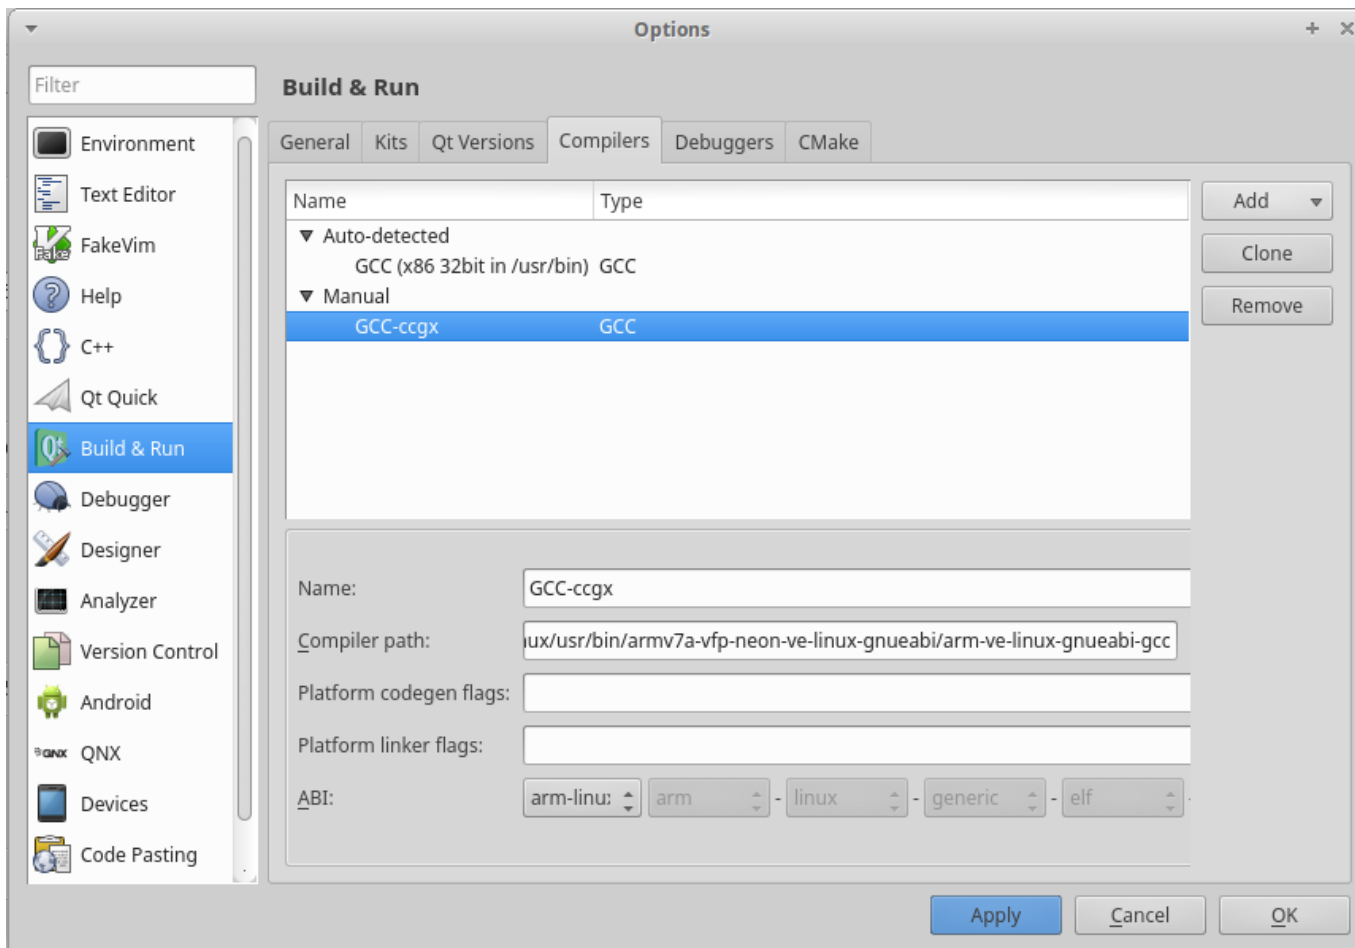 Options
Filter
Build & Run
Environment
Text Editor
FakeVim
Help
C++
Qt Quick
Build & Run
Debugger
Designer
Analyzer
Version Control
Android
QNX
Devices
Code Pasting
General Kits Qt Versions Compilers Debuggers CMake
Name Type
Auto-detected
GCC (x86 32bit in /usr/bin) GCC
Manual
GCC-ccgx GCC
Add
Clone
Remove
Name: GCC-ccgx
Compiler path: ux/usr/bin/armv7a-vfp-neon-ve-linux-gnueabi/arm-ve-linux-gnueabi-gcc
Platform codegen flags:
Platform linker flags:
ABI: arm-linu arm - linux - generic - elf -
Apply Cancel OK